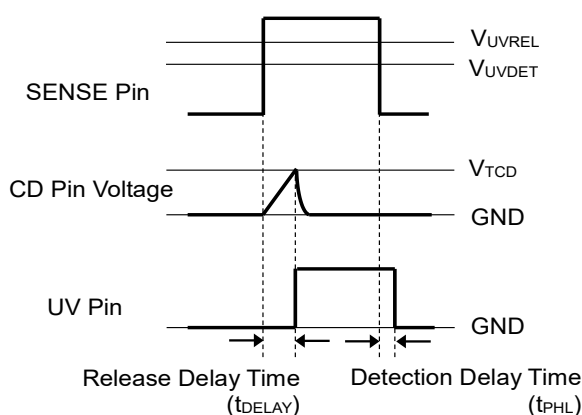 VUVREL
VUVDET
SENSE Pin
VTCD
CD Pin Voltage
GND
UV Pin
GND
Release Delay Time
(tDELAY)
Detection Delay Time
(tPHL)